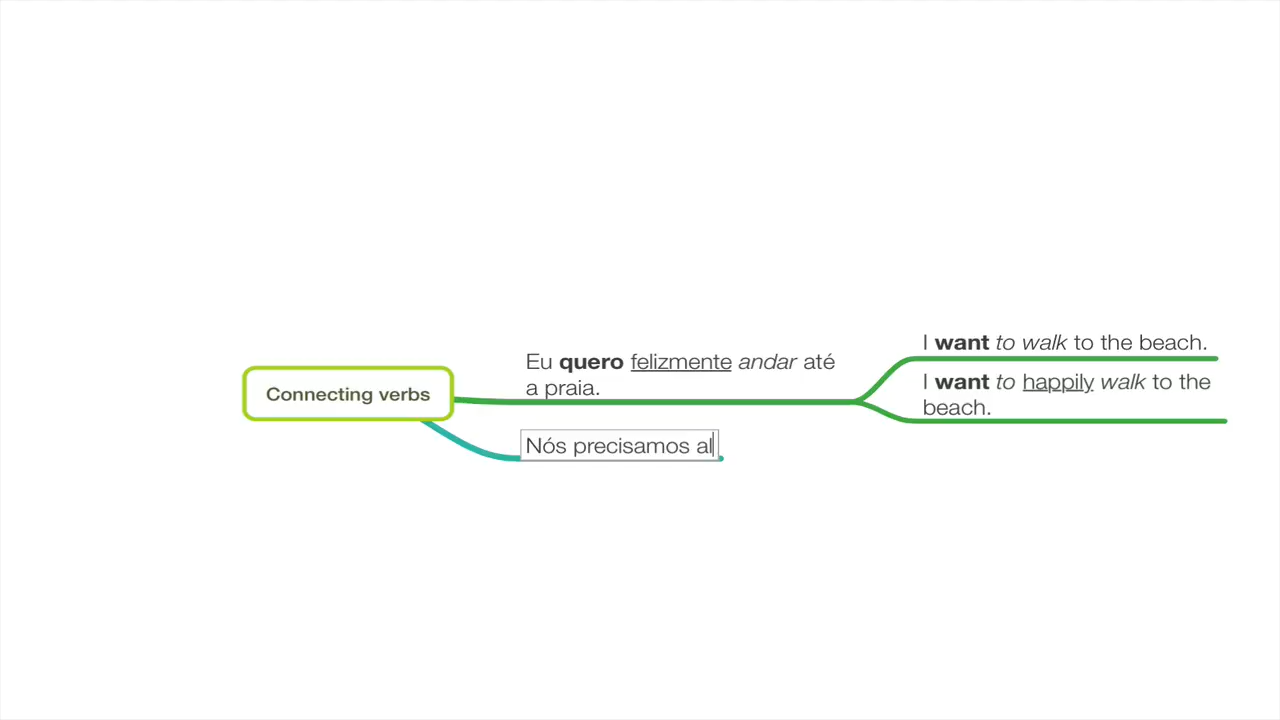 Connecting verbs
Eu quero felizmente andar até
a praia.
I want to walk to the beach.
I want to happily walk to the
beach.
Nós precisamos al